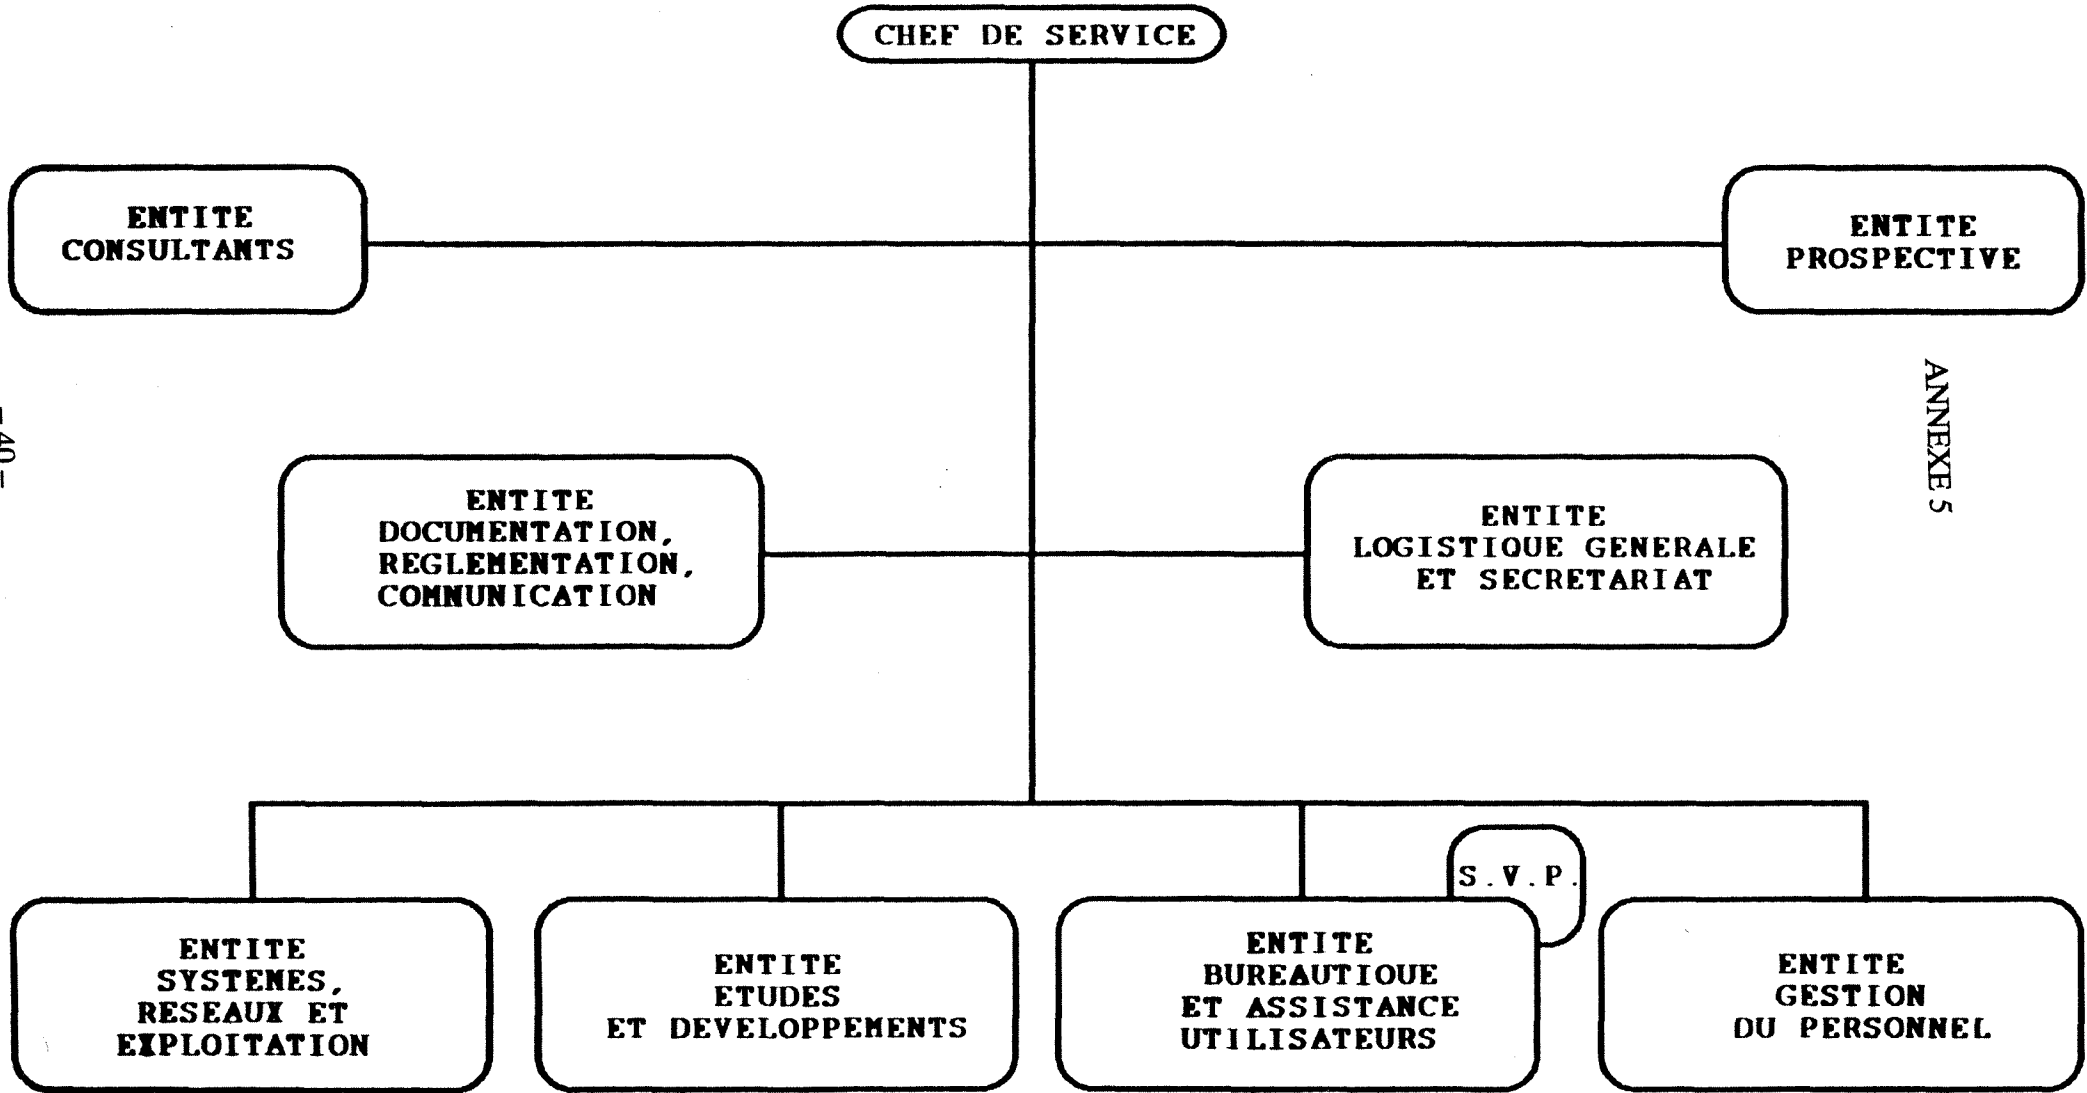 CHEF DE SERVICE
ENTITE
CONSULTANTS
ENTITE
PROSPECTIVE
ANNEXE 5
-40-
ENTITE
DOCUMENTATION,
REGLEMENTATION,
COMMUNICATION
ENTITE
LOGISTIQUE GENERALE
ET SECRETARIAT
S.V.P.
ENTITE
SYSTEMES,
RESEAUX ET
EXPLOITATION
ENTITE
ETUDES
ET DEVELOPPEMENTS
ENTITE
BUREAUTIQUE
ET ASSISTANCE
UTILISATEURS
ENTITE
GESTION
DU PERSONNEL